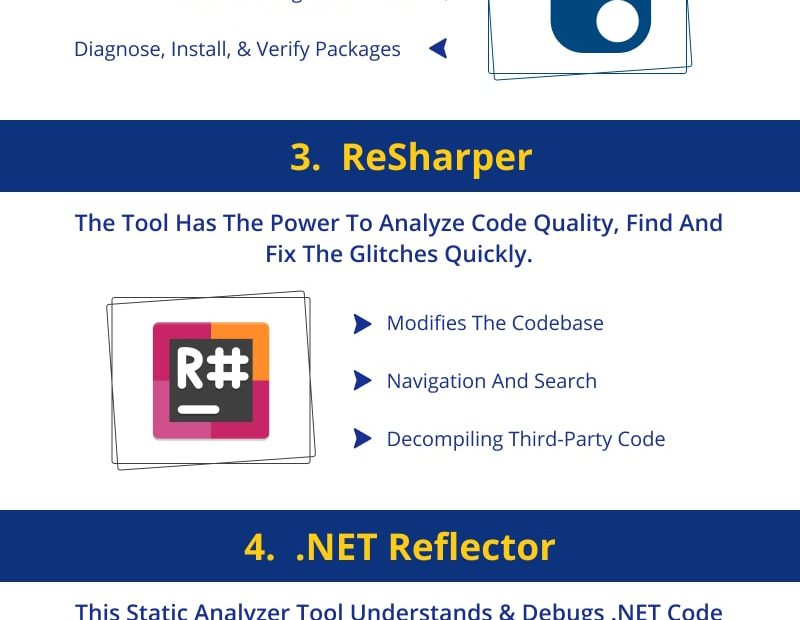 Diagnose, Install, & Verify Packages
3. ReSharper
The Tool Has The Power To Analyze Code Quality, Find And
Fix The Glitches Quickly.
R#
Modifies The Codebase
Navigation And Search
Decompiling Third-Party Code
4. .NET Reflector
This Static Analyzer Tool Understands & Debugs .NET Code